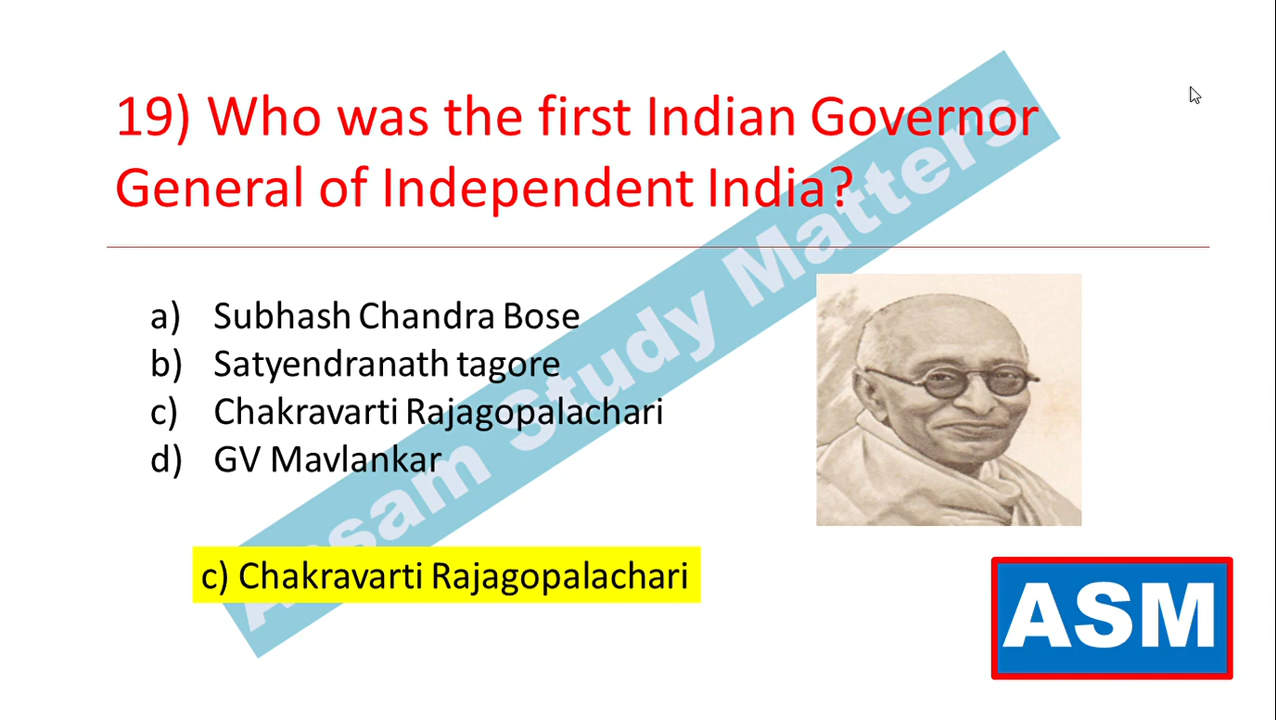 19) Who was the first Indian Governor
General of Independent India?
a) Subhash Chandra Bose
b) Satyendranath tagore
c) Chakravarti Rajagopalachari
d) GV Mavlankar
c) Chakravarti Rajagopalachari
Assam Study Matters
ASM